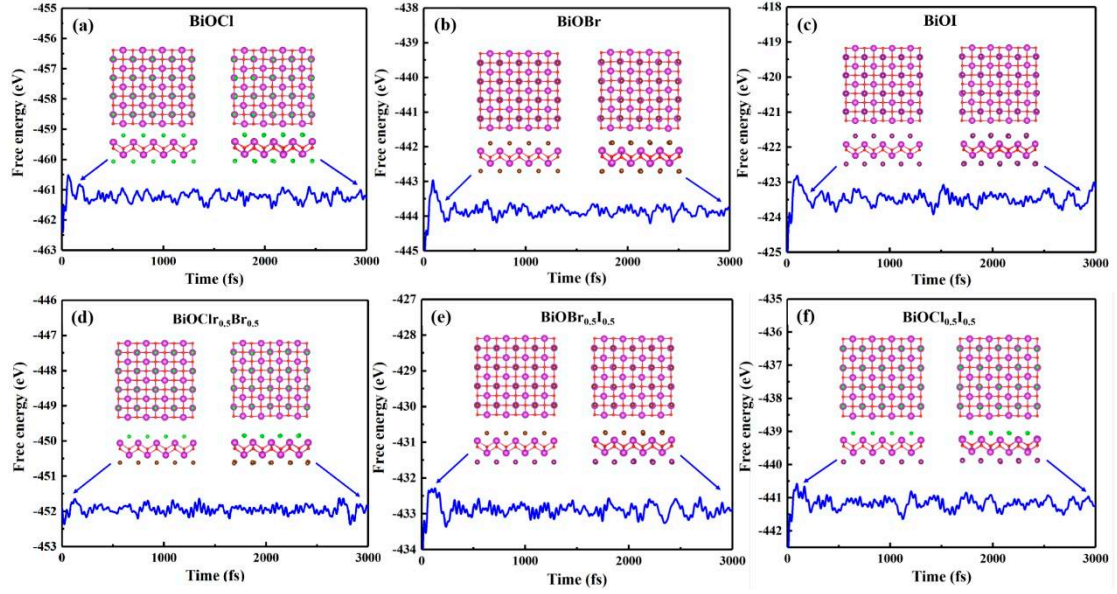 (a) BiOCl
Free energy (eV)
-455
-456
-457
-458
-459
-460
-461
-462
-463
0 1000 2000 3000
Time (fs)
(b) BiOBr
Free energy (eV)
-438
-439
-440
-441
-442
-443
-444
-445
0 1000 2000 3000
Time (fs)
(c) BiOI
Free energy (eV)
-418
-419
-420
-421
-422
-423
-424
-425
0 1000 2000 3000
Time (fs)
(d) BiOClr0.5Br0.5
Free energy (eV)
-446
-447
-448
-449
-450
-451
-452
-453
0 1000 2000 3000
Time (fs)
(e) BiOBr0.5I0.5
Free energy (eV)
-427
-428
-429
-430
-431
-432
-433
-434
0 1000 2000 3000
Time (fs)
(f) BiOCl0.5I0.5
Free energy (eV)
-435
-436
-437
-438
-439
-440
-441
-442
0 1000 2000 3000
Time (fs)